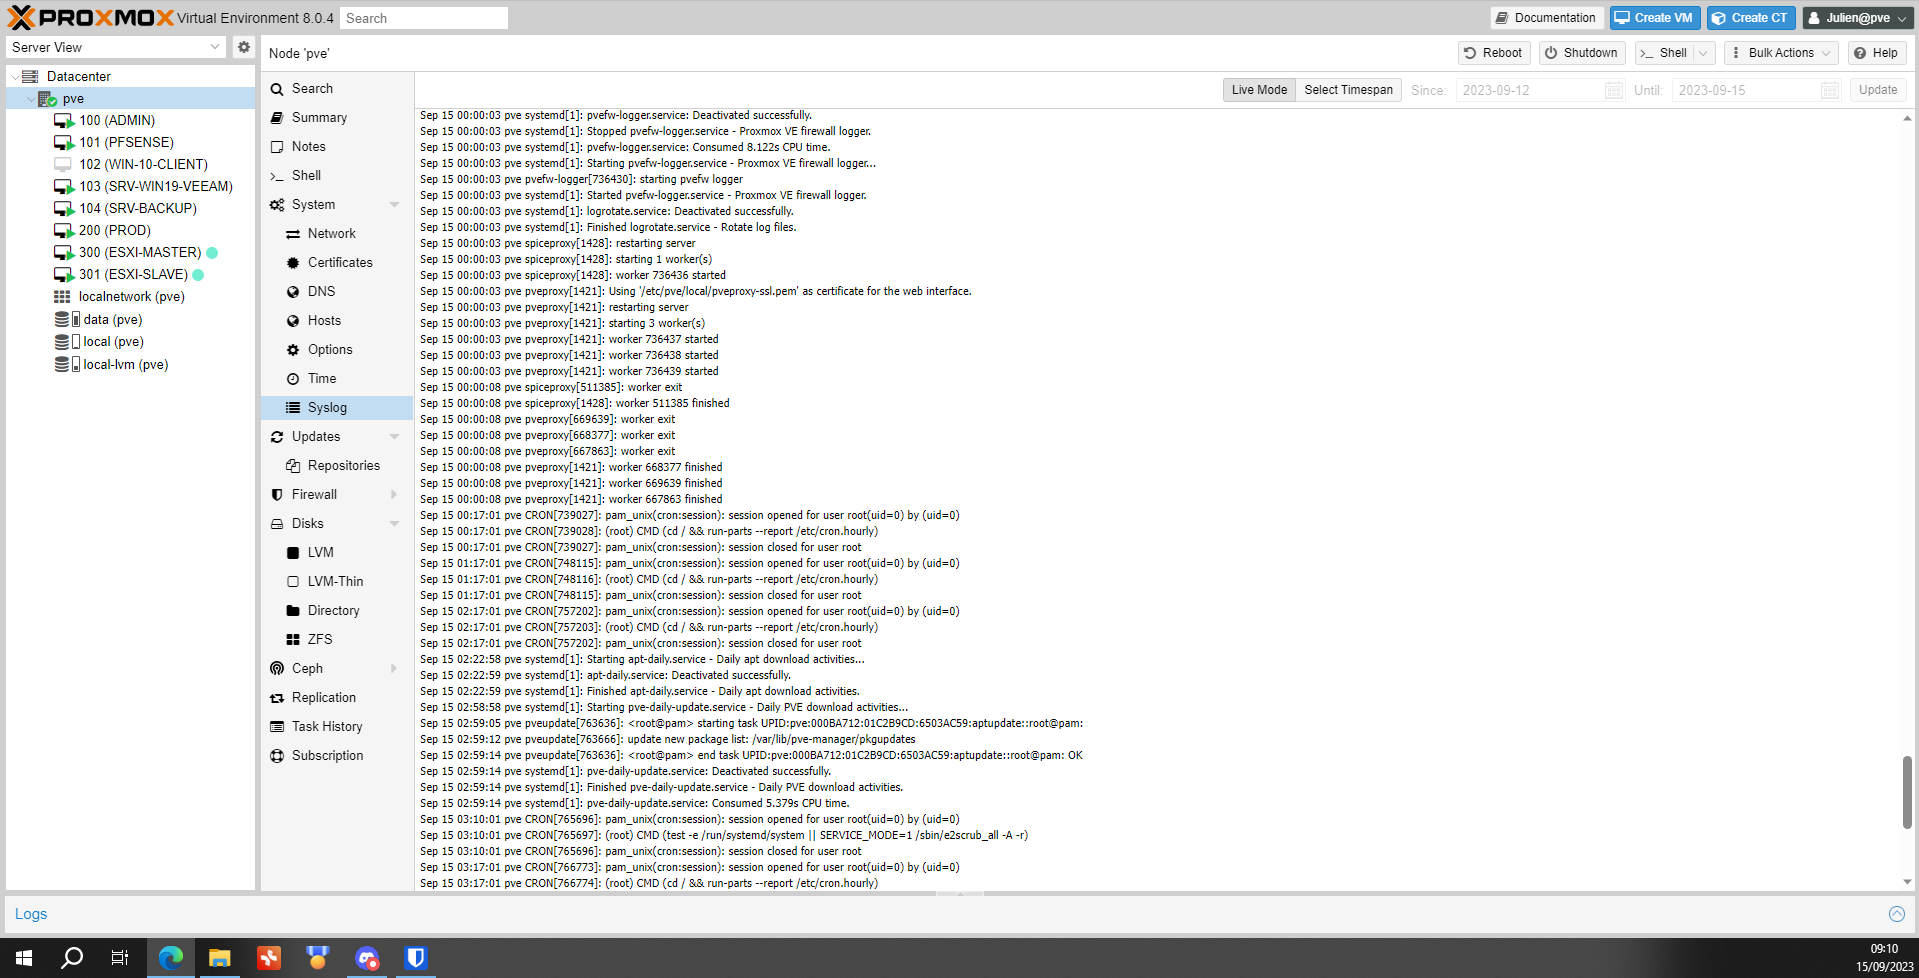 PROXMOX Virtual Environment 8.0.4 Search
Documentation Create VM Create CT Julien@pve
Server View
Node 'pve'
Reboot Shutdown Shell Bulk Actions Help
Datacenter
pve
100 (ADMIN)
101 (PFSENSE)
102 (WIN-10-CLIENT)
103 (SRV-WIN19-VEEAM)
104 (SRV-BACKUP)
200 (PROD)
300 (ESXI-MASTER)
301 (ESXI-SLAVE)
localnetwork (pve)
data (pve)
local (pve)
local-lvm (pve)
Search
Summary
Notes
Shell
System
Network
Certificates
DNS
Hosts
Options
Time
Syslog
Updates
Repositories
Firewall
Disks
LVM
LVM-Thin
Directory
ZFS
Ceph
Replication
Task History
Subscription
Live Mode Select Timespan Since: 2023-09-12 Until: 2023-09-15 Update
Sep 15 00:00:03 pve systemd[1]: pvefw-logger.service: Deactivated successfully.
Sep 15 00:00:03 pve systemd[1]: Stopped pvefw-logger.service - Proxmox VE firewall logger.
Sep 15 00:00:03 pve systemd[1]: pvefw-logger.service: Consumed 8.122s CPU time.
Sep 15 00:00:03 pve systemd[1]: Starting pvefw-logger.service - Proxmox VE firewall logger...
Sep 15 00:00:03 pve pvefw-logger[736430]: starting pvefw logger
Sep 15 00:00:03 pve systemd[1]: Started pvefw-logger.service - Proxmox VE firewall logger.
Sep 15 00:00:03 pve systemd[1]: logrotate.service: Deactivated successfully.
Sep 15 00:00:03 pve systemd[1]: Finished logrotate.service - Rotate log files.
Sep 15 00:00:03 pve spiceproxy[1428]: restarting server
Sep 15 00:00:03 pve spiceproxy[1428]: starting 1 worker(s)
Sep 15 00:00:03 pve spiceproxy[1428]: worker 736436 started
Sep 15 00:00:03 pve pveproxy[1421]: Using '/etc/pve/local/pveproxy-ssl.pem' as certificate for the web interface.
Sep 15 00:00:03 pve pveproxy[1421]: restarting server
Sep 15 00:00:03 pve pveproxy[1421]: starting 3 worker(s)
Sep 15 00:00:03 pve pveproxy[1421]: worker 736437 started
Sep 15 00:00:03 pve pveproxy[1421]: worker 736438 started
Sep 15 00:00:03 pve pveproxy[1421]: worker 736439 started
Sep 15 00:00:08 pve spiceproxy[511385]: worker exit
Sep 15 00:00:08 pve spiceproxy[1428]: worker 511385 finished
Sep 15 00:00:08 pve pveproxy[669639]: worker exit
Sep 15 00:00:08 pve pveproxy[668377]: worker exit
Sep 15 00:00:08 pve pveproxy[667863]: worker exit
Sep 15 00:00:08 pve pveproxy[1421]: worker 668377 finished
Sep 15 00:00:08 pve pveproxy[1421]: worker 669639 finished
Sep 15 00:00:08 pve pveproxy[1421]: worker 667863 finished
Sep 15 00:17:01 pve CRON[739027]: pam_unix(cron:session): session opened for user root(uid=0) by (uid=0)
Sep 15 00:17:01 pve CRON[739028]: (root) CMD (cd / && run-parts --report /etc/cron.hourly)
Sep 15 00:17:01 pve CRON[739027]: pam_unix(cron:session): session closed for user root
Sep 15 01:17:01 pve CRON[748115]: pam_unix(cron:session): session opened for user root(uid=0) by (uid=0)
Sep 15 01:17:01 pve CRON[748116]: (root) CMD (cd / && run-parts --report /etc/cron.hourly)
Sep 15 01:17:01 pve CRON[748115]: pam_unix(cron:session): session closed for user root
Sep 15 02:17:01 pve CRON[757202]: pam_unix(cron:session): session opened for user root(uid=0) by (uid=0)
Sep 15 02:17:01 pve CRON[757203]: (root) CMD (cd / && run-parts --report /etc/cron.hourly)
Sep 15 02:17:01 pve CRON[757202]: pam_unix(cron:session): session closed for user root
Sep 15 02:22:58 pve systemd[1]: Starting apt-daily.service - Daily apt download activities...
Sep 15 02:22:59 pve systemd[1]: apt-daily.service: Deactivated successfully.
Sep 15 02:22:59 pve systemd[1]: Finished apt-daily.service - Daily apt download activities.
Sep 15 02:58:58 pve systemd[1]: Starting pve-daily-update.service - Daily PVE download activities...
Sep 15 02:59:05 pve pveupdate[763636]: <root@pam> starting task UPID:pve:000BA712:01C2B9CD:6503AC59:aptupdate::root@pam:
Sep 15 02:59:12 pve pveupdate[763666]: update new package list: /var/lib/pve-manager/pkgupdates
Sep 15 02:59:14 pve pveupdate[763636]: <root@pam> end task UPID:pve:000BA712:01C2B9CD:6503AC59:aptupdate::root@pam: OK
Sep 15 02:59:14 pve systemd[1]: pve-daily-update.service: Deactivated successfully.
Sep 15 02:59:14 pve systemd[1]: Finished pve-daily-update.service - Daily PVE download activities.
Sep 15 02:59:14 pve systemd[1]: pve-daily-update.service: Consumed 5.379s CPU time.
Sep 15 03:10:01 pve CRON[765696]: pam_unix(cron:session): session opened for user root(uid=0) by (uid=0)
Sep 15 03:10:01 pve CRON[765697]: (root) CMD (test -e /run/systemd/system || SERVICE_MODE=1 /sbin/e2scrub_all -A -r)
Sep 15 03:10:01 pve CRON[765696]: pam_unix(cron:session): session closed for user root
Sep 15 03:17:01 pve CRON[766773]: pam_unix(cron:session): session opened for user root(uid=0) by (uid=0)
Sep 15 03:17:01 pve CRON[766774]: (root) CMD (cd / && run-parts --report /etc/cron.hourly)
Logs
09:10
15/09/2023